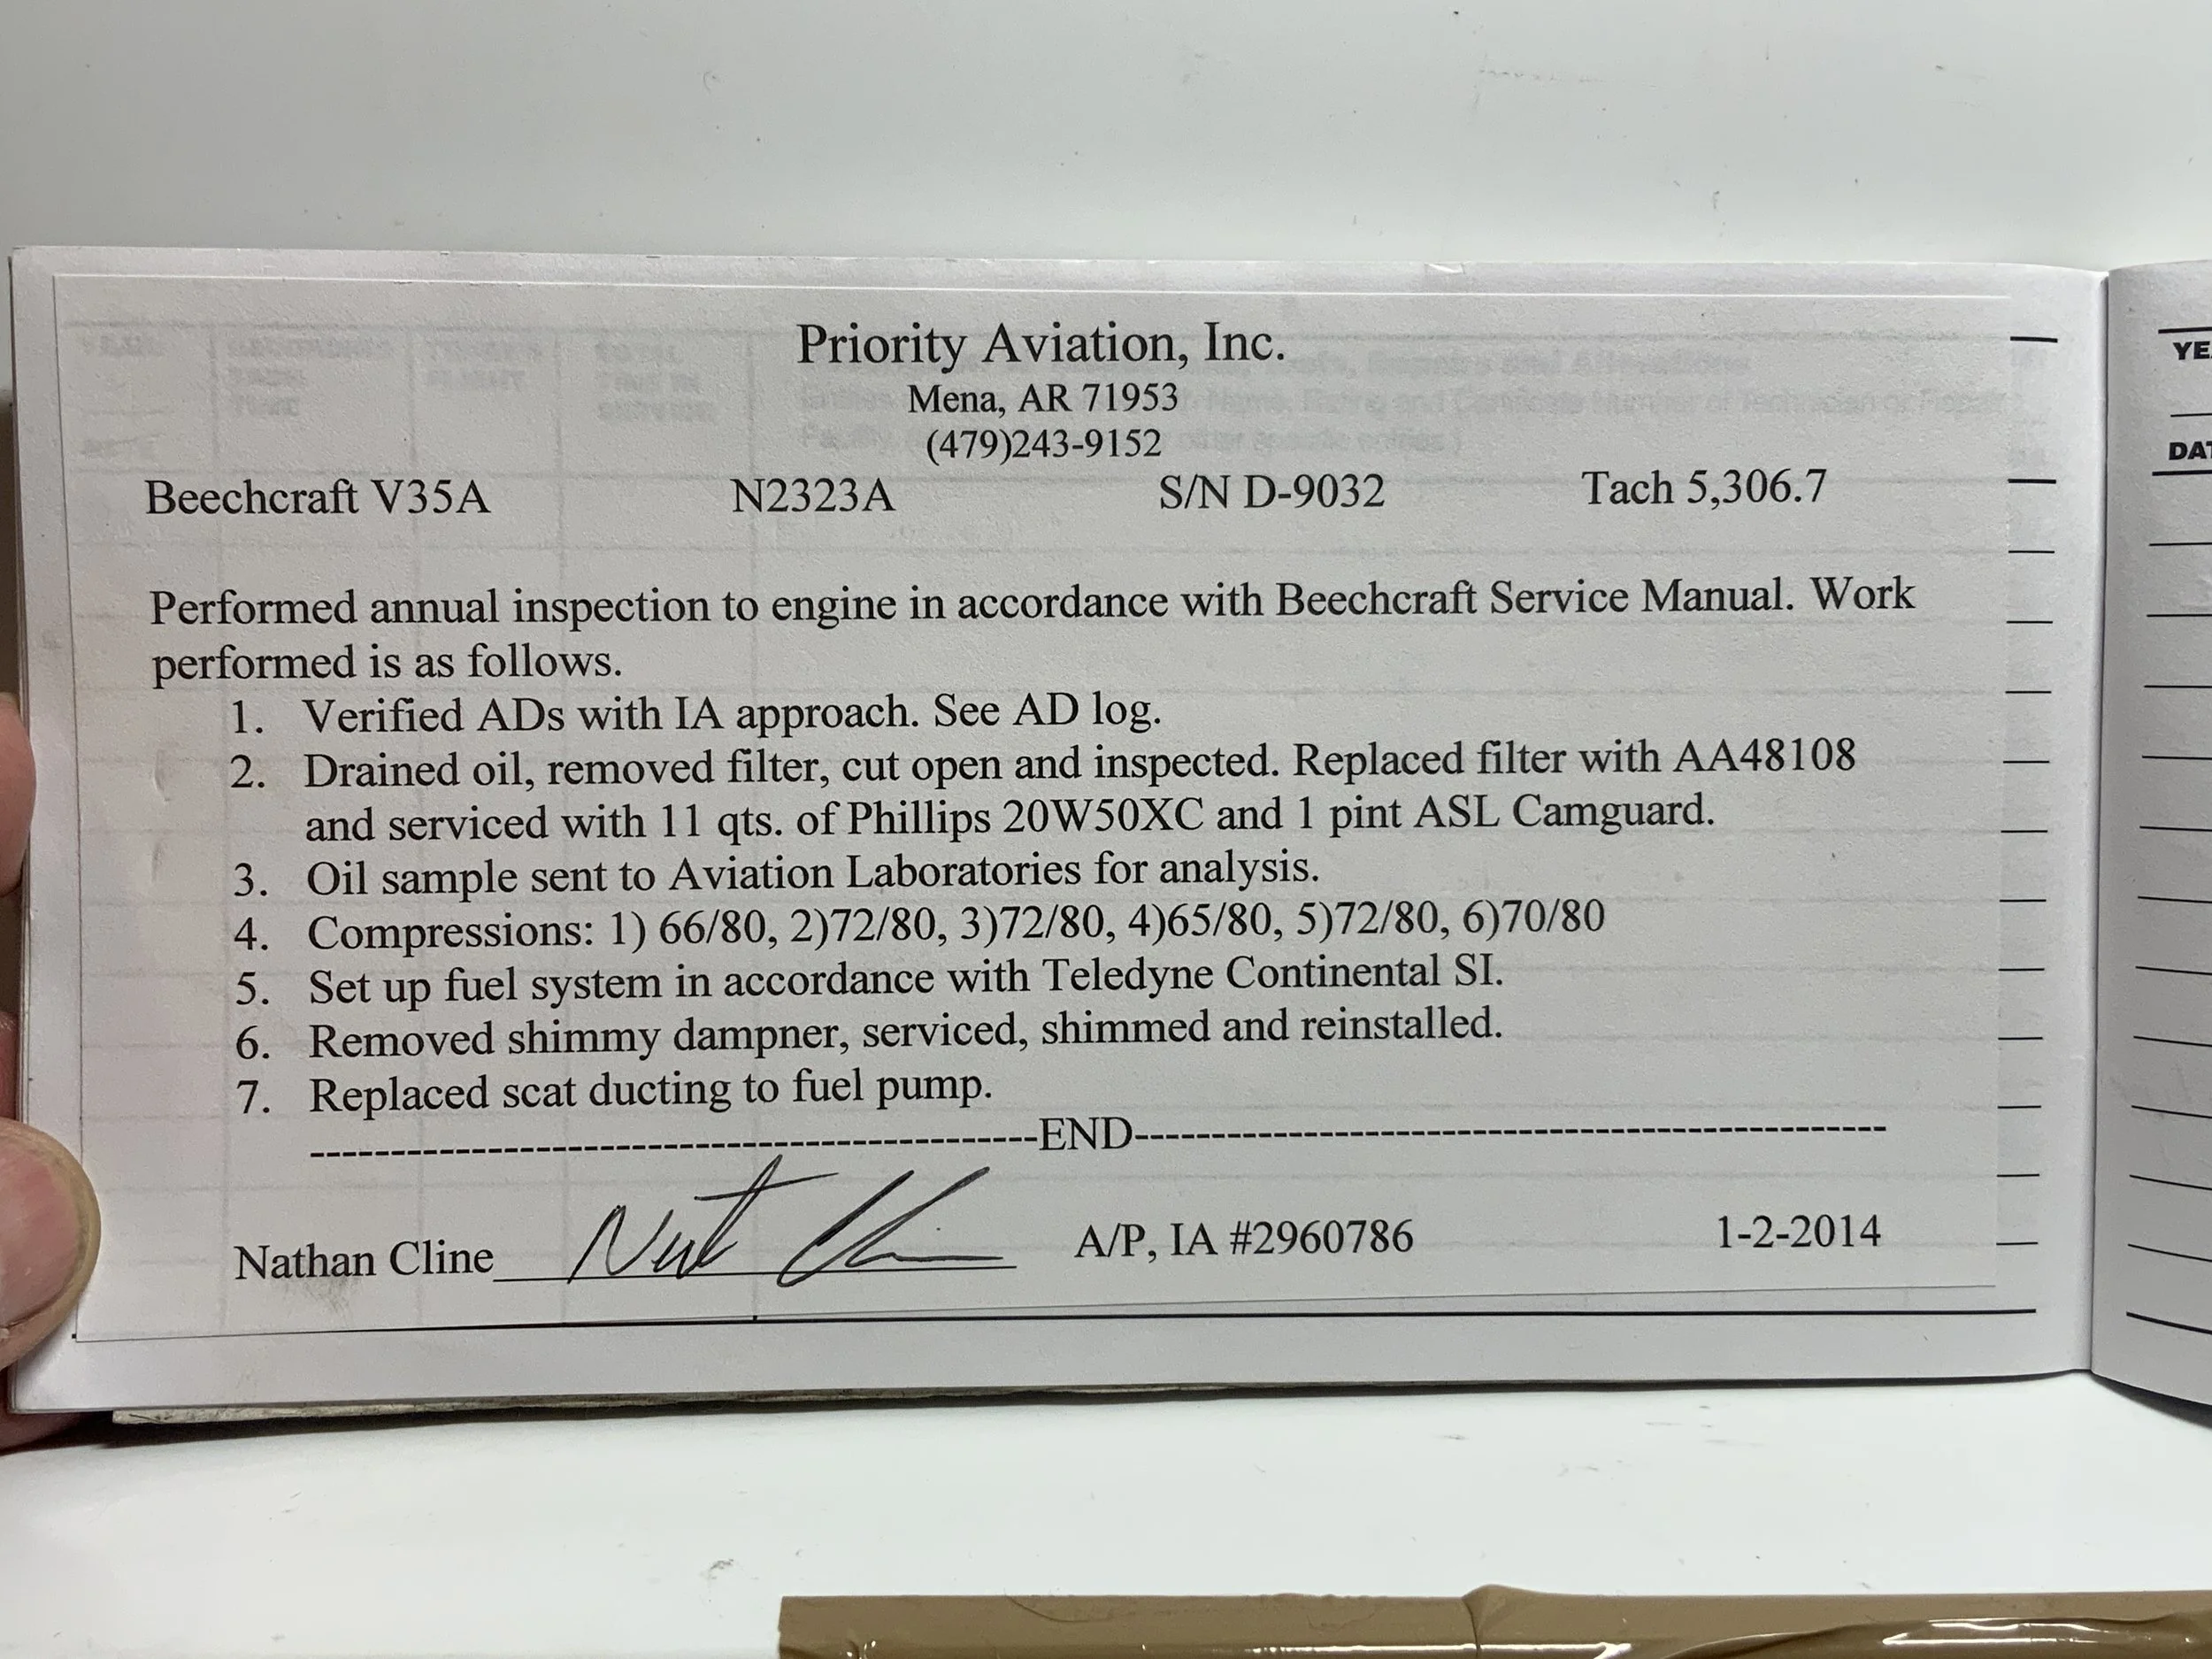 Priority Aviation, Inc.
Mena, AR 71953
(479)243-9152
Beechcraft V35A N2323A S/N D-9032 Tach 5,306.7
Performed annual inspection to engine in accordance with Beechcraft Service Manual. Work
performed is as follows.
1. Verified ADs with IA approach. See AD log.
2. Drained oil, removed filter, cut open and inspected. Replaced filter with AA48108
and serviced with 11 qts. of Phillips 20W50XC and 1 pint ASL Camguard.
3. Oil sample sent to Aviation Laboratories for analysis.
4. Compressions: 1) 66/80, 2)72/80, 3)72/80, 4)65/80, 5)72/80, 6)70/80
5. Set up fuel system in accordance with Teledyne Continental SI.
6. Removed shimmy dampner, serviced, shimmed and reinstalled.
7. Replaced scat ducting to fuel pump.
----------------------------------------------END-----------------------------------------------
Nathan Cline Nat Cline A/P, IA #2960786 1-2-2014